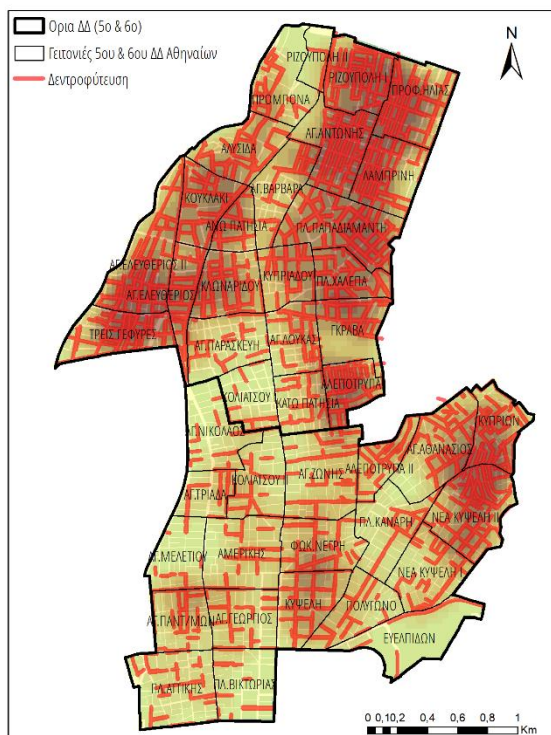 Όρια ΔΔ (5ο & 6ο)
Γειτονιές 5ου & 6ου ΔΔ Αθηναίων
Δεντροφύτευση
N
ΡΙΖΟΥΠΟΛΗ ΙΙ
ΡΙΖΟΥΠΟΛΗ Ι
ΠΡΟΜΠΟΝΑ
ΠΡΟΦ.ΗΛΙΑΣ
ΑΓ.ΑΝΤΩΝΗΣ
ΑΛΥΣΙΔΑ
ΛΑΜΠΡΙΝΗ
ΑΓ.ΒΑΡΒΑΡΑ
ΚΟΥΚΛΑΚΙ
ΑΝΩ ΠΑΤΗΣΙΑ
ΠΛ.ΠΑΠΑΔΙΑΜΑΝΤΗ
ΑΓ.ΕΛΕΥΘΕΡΙΟΣ ΙΙ
ΚΥΠΡΙΑΔΟΥ
ΠΛ.ΧΑΛΕΠΑ
ΚΛΩΝΑΡΙΔΟΥ
ΑΓ.ΕΛΕΥΘΕΡΙΟΣ Ι
ΤΡΕΙΣ ΓΕΦΥΡΕΣ
ΓΚΡΑΒΑ
ΑΓ.ΛΟΥΚΑΣ
ΑΓ.ΠΑΡΑΣΚΕΥΗ
ΑΛΕΠΟΤΡΥΠΑ
ΚΟΛΙΑΤΣΟΥ
ΚΑΤΩ ΠΑΤΗΣΙΑ
ΑΓ.ΝΙΚΟΛΑΟΣ
ΚΥΠΡΙΩΝ
ΑΓ.ΑΘΑΝΑΣΙΟΣ
ΑΛΕΠΟΤΡΥΠΑ ΙΙ
ΑΓ.ΖΩΝΗΣ
ΚΟΛΙΑΤΣΟΥ ΙΙ
ΑΓ.ΤΡΙΑΔΑ
ΠΛ.ΚΑΝΑΡΗ
ΝΕΑ ΚΥΨΕΛΗ ΙΙ
ΦΩΚ.ΝΕΓΡΗ
ΑΜΕΡΙΚΗΣ
ΑΓ.ΜΕΛΕΤΙΟΥ
ΝΕΑ ΚΥΨΕΛΗ Ι
ΚΥΨΕΛΗ
ΠΟΛΥΓΩΝΟ
ΑΓ.ΓΕΩΡΓΙΟΣ
ΑΓ.ΠΑΝΤ/ΜΩΝ
ΕΥΕΛΠΙΔΩΝ
ΠΛ.ΑΤΤΙΚΗΣ
ΠΛ.ΒΙΚΤΩΡΙΑΣ
0 0,10,2 0,4 0,6 0,8 1
Km